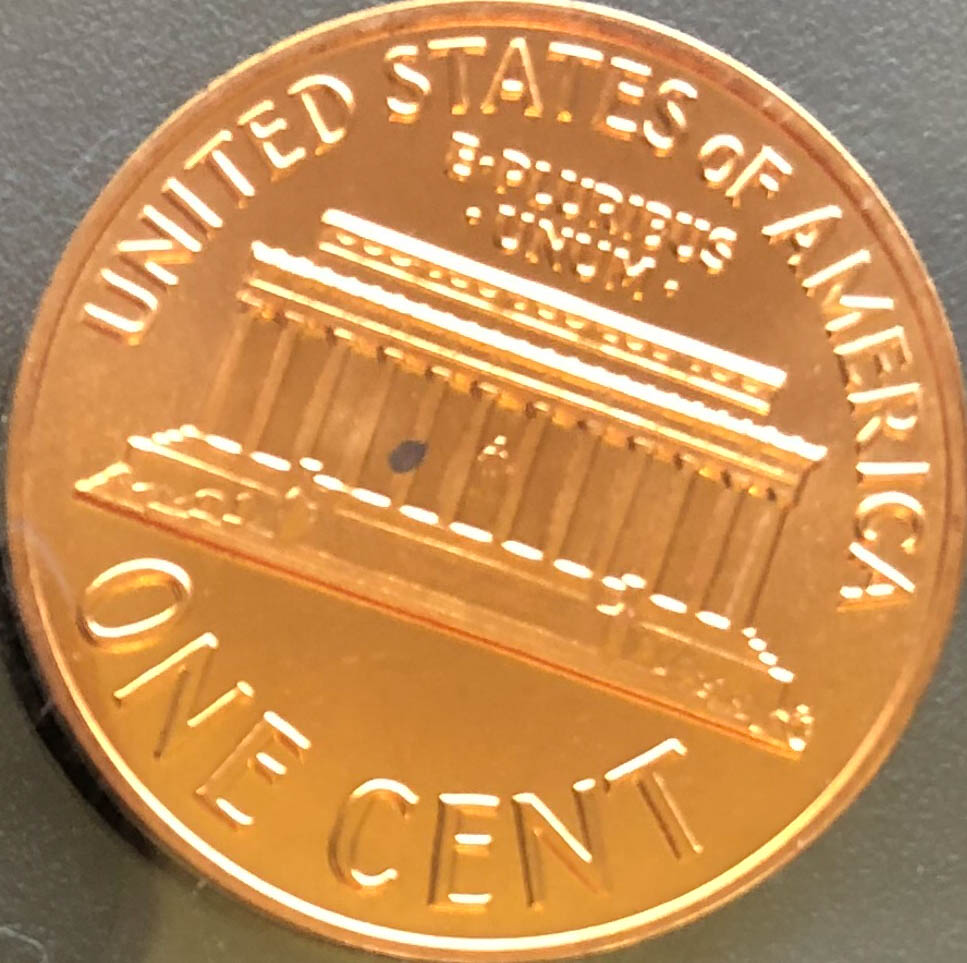 UNITED STATES OF AMERICA
E·PLURIBUS
·UNUM·
ONE CENT